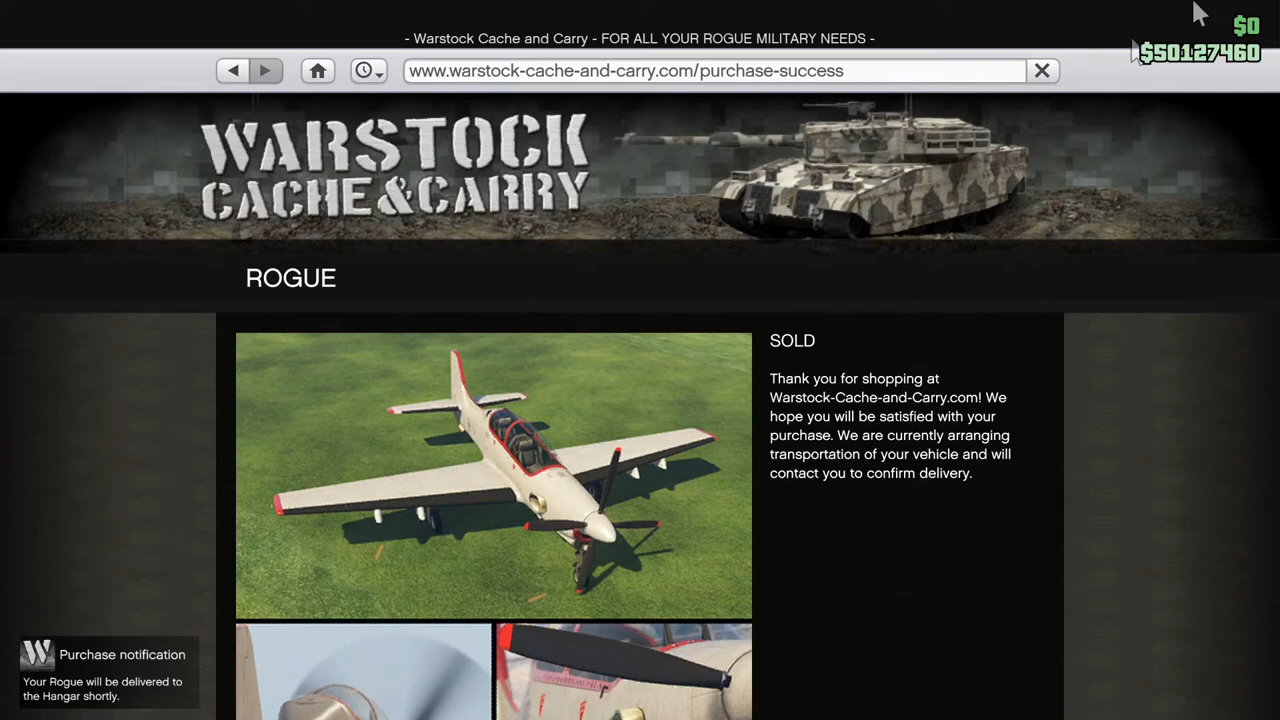 - Warstock Cache and Carry - FOR ALL YOUR ROGUE MILITARY NEEDS -
$0
$50127460
www.warstock-cache-and-carry.com/purchase-success
WARSTOCK
CACHE&CARRY
ROGUE
SOLD
Thank you for shopping at
Warstock-Cache-and-Carry.com! We
hope you will be satisfied with your
purchase. We are currently arranging
transportation of your vehicle and will
contact you to confirm delivery.
W
Purchase notification
Your Rogue will be delivered to
the Hangar shortly.